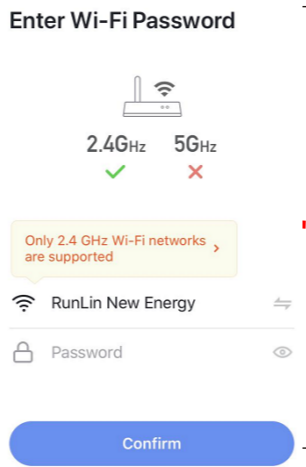 Enter Wi-Fi Password
2.4GHz 5GHz
Only 2.4 GHz Wi-Fi networks
are supported
RunLin New Energy
Password
Confirm